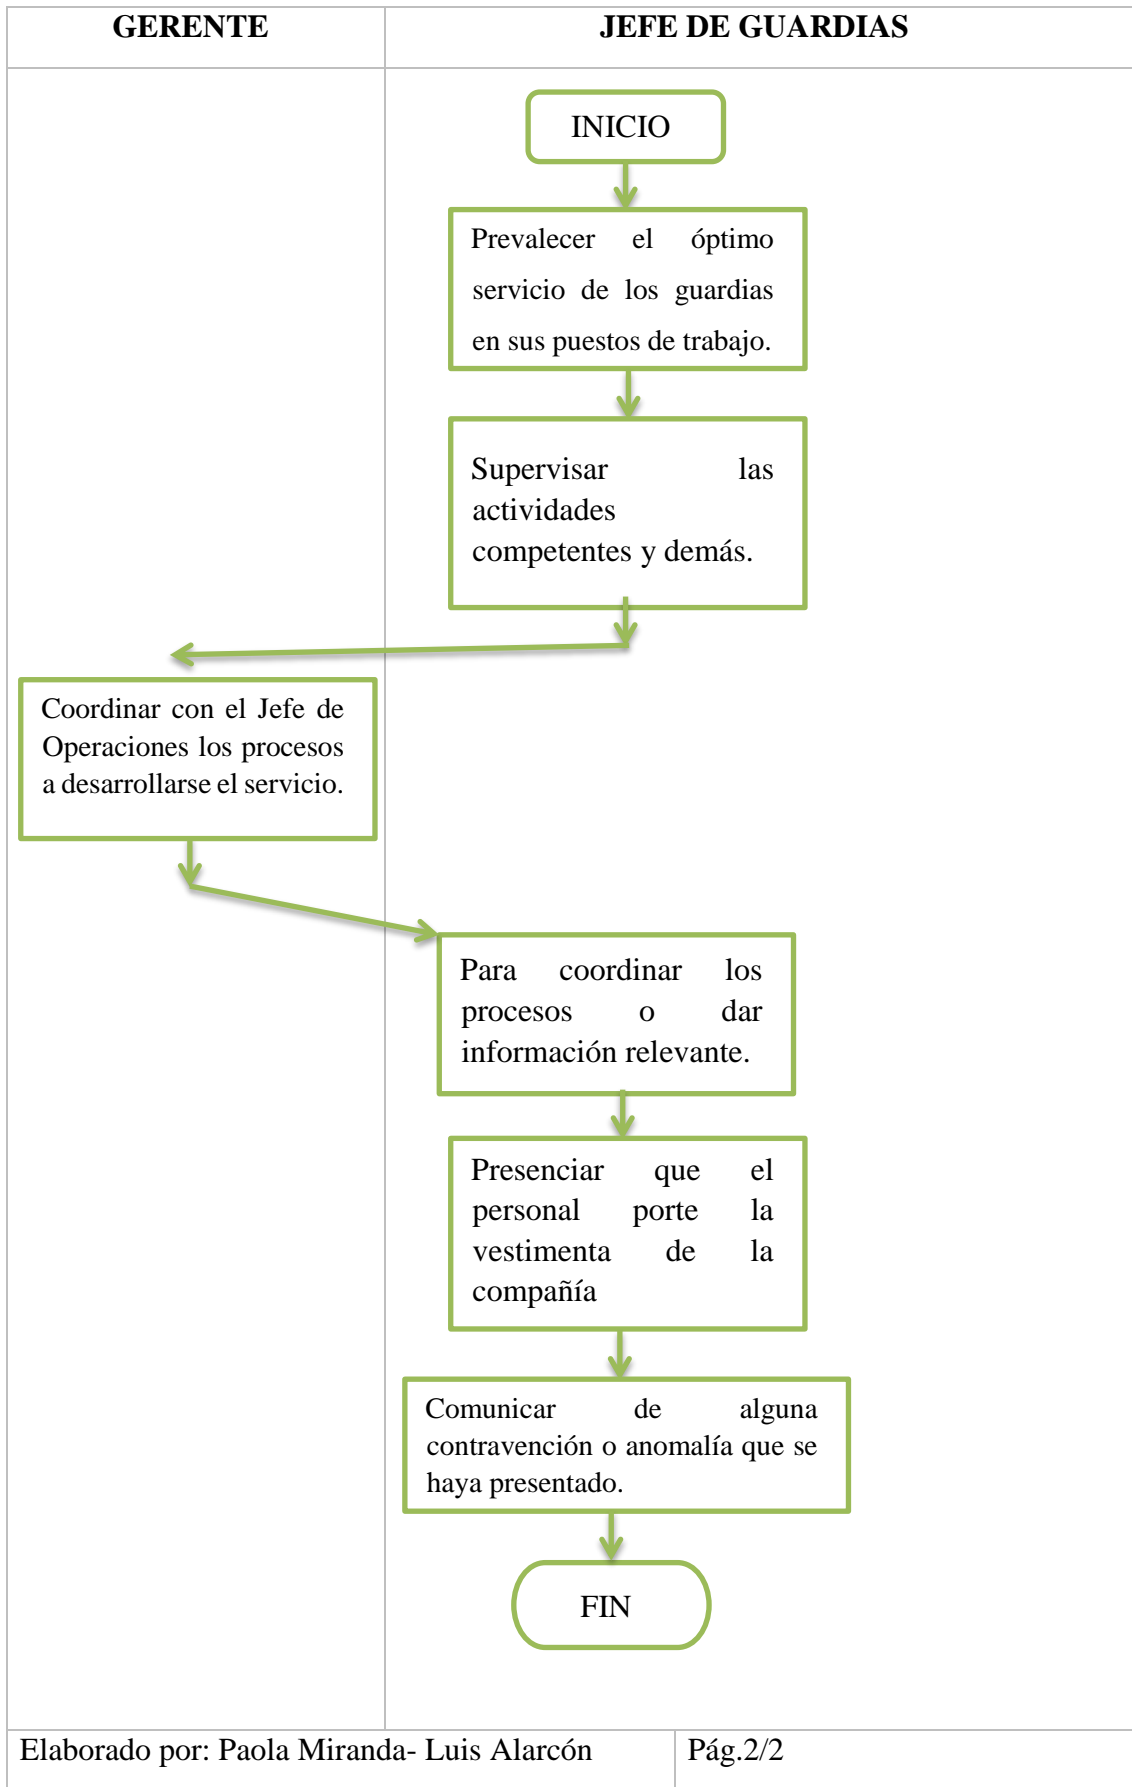 GERENTE
JEFE DE GUARDIAS
INICIO
Prevalecer el óptimo
servicio de los guardias
en sus puestos de trabajo.
Supervisar las
actividades
competentes y demás.
Coordinar con el Jefe de
Operaciones los procesos
a desarrollarse el servicio.
Para coordinar los
procesos o dar
información relevante.
Presenciar que el
personal porte la
vestimenta de la
compañía
Comunicar de alguna
contravención o anomalía que se
haya presentado.
FIN
Elaborado por: Paola Miranda- Luis Alarcón
Pág.2/2